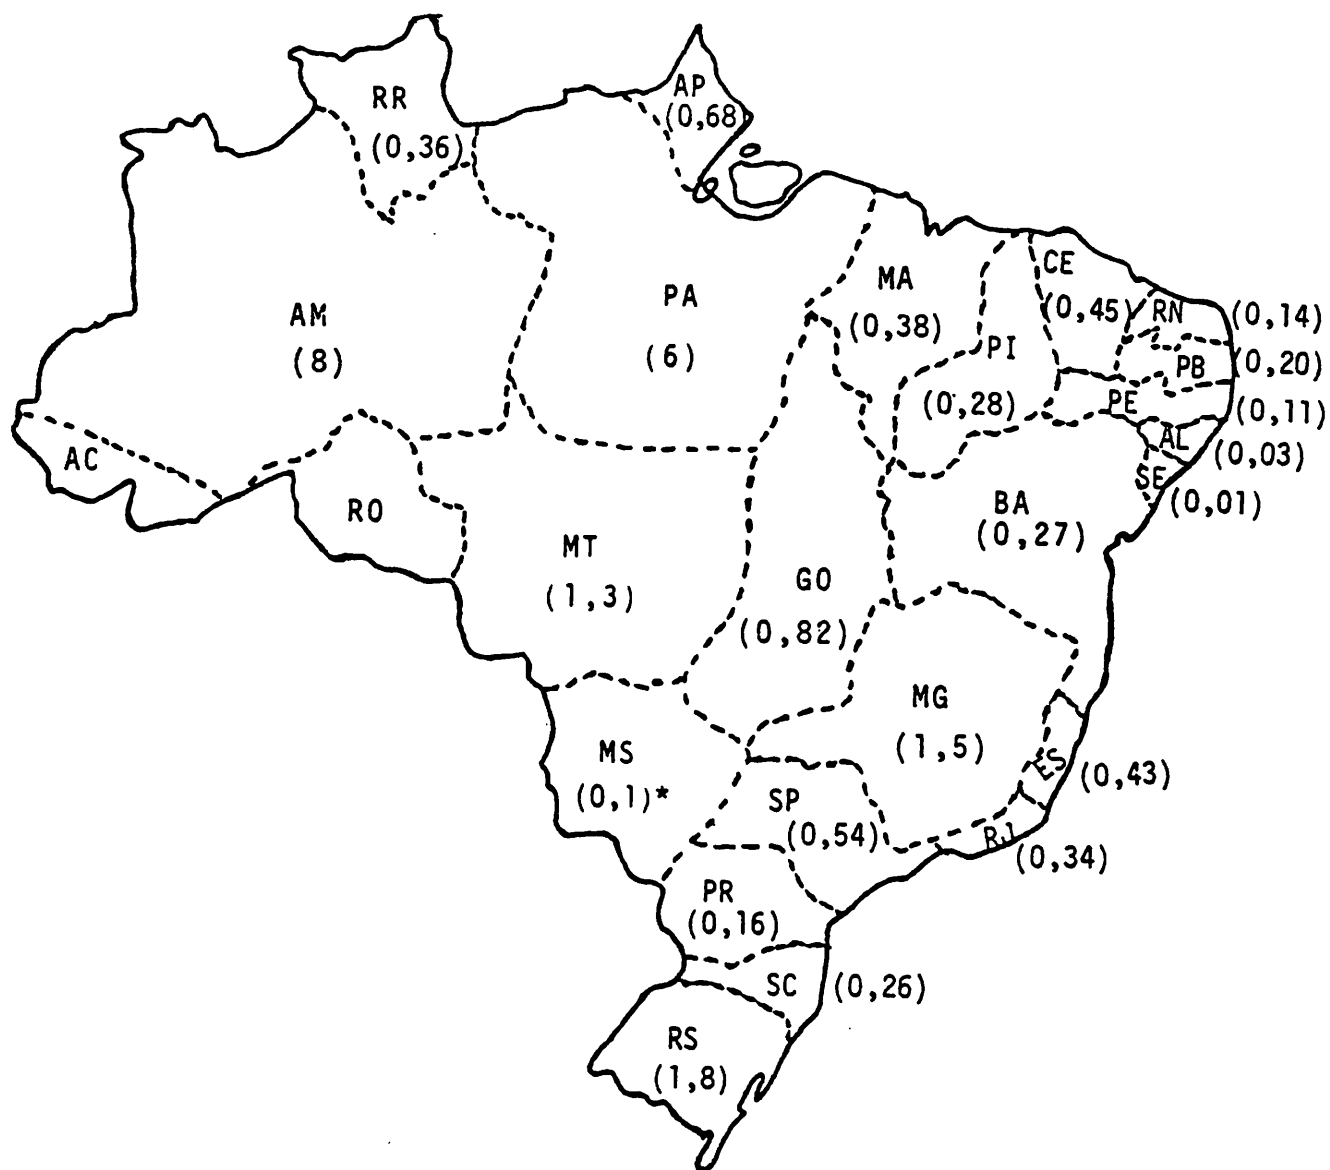 AP
(0,68)
RR
(0,36)
CE
MA
PA
AM
(0,45)
RN
(0,14)
(0,38)
PI
(8)
(6)
PB
(0,20)
PE
(0,28)
(0,11)
AL
(0,03)
AC
SE
(0,01)
RO
BA
(0,27)
MT
GO
(1,3)
(0,82)
MG
(1,5)
MS
ES
(0,43)
(0,1)*
SP
(0,54)
RJ
(0,34)
PR
(0,16)
SC
(0,26)
RS
(1,8)